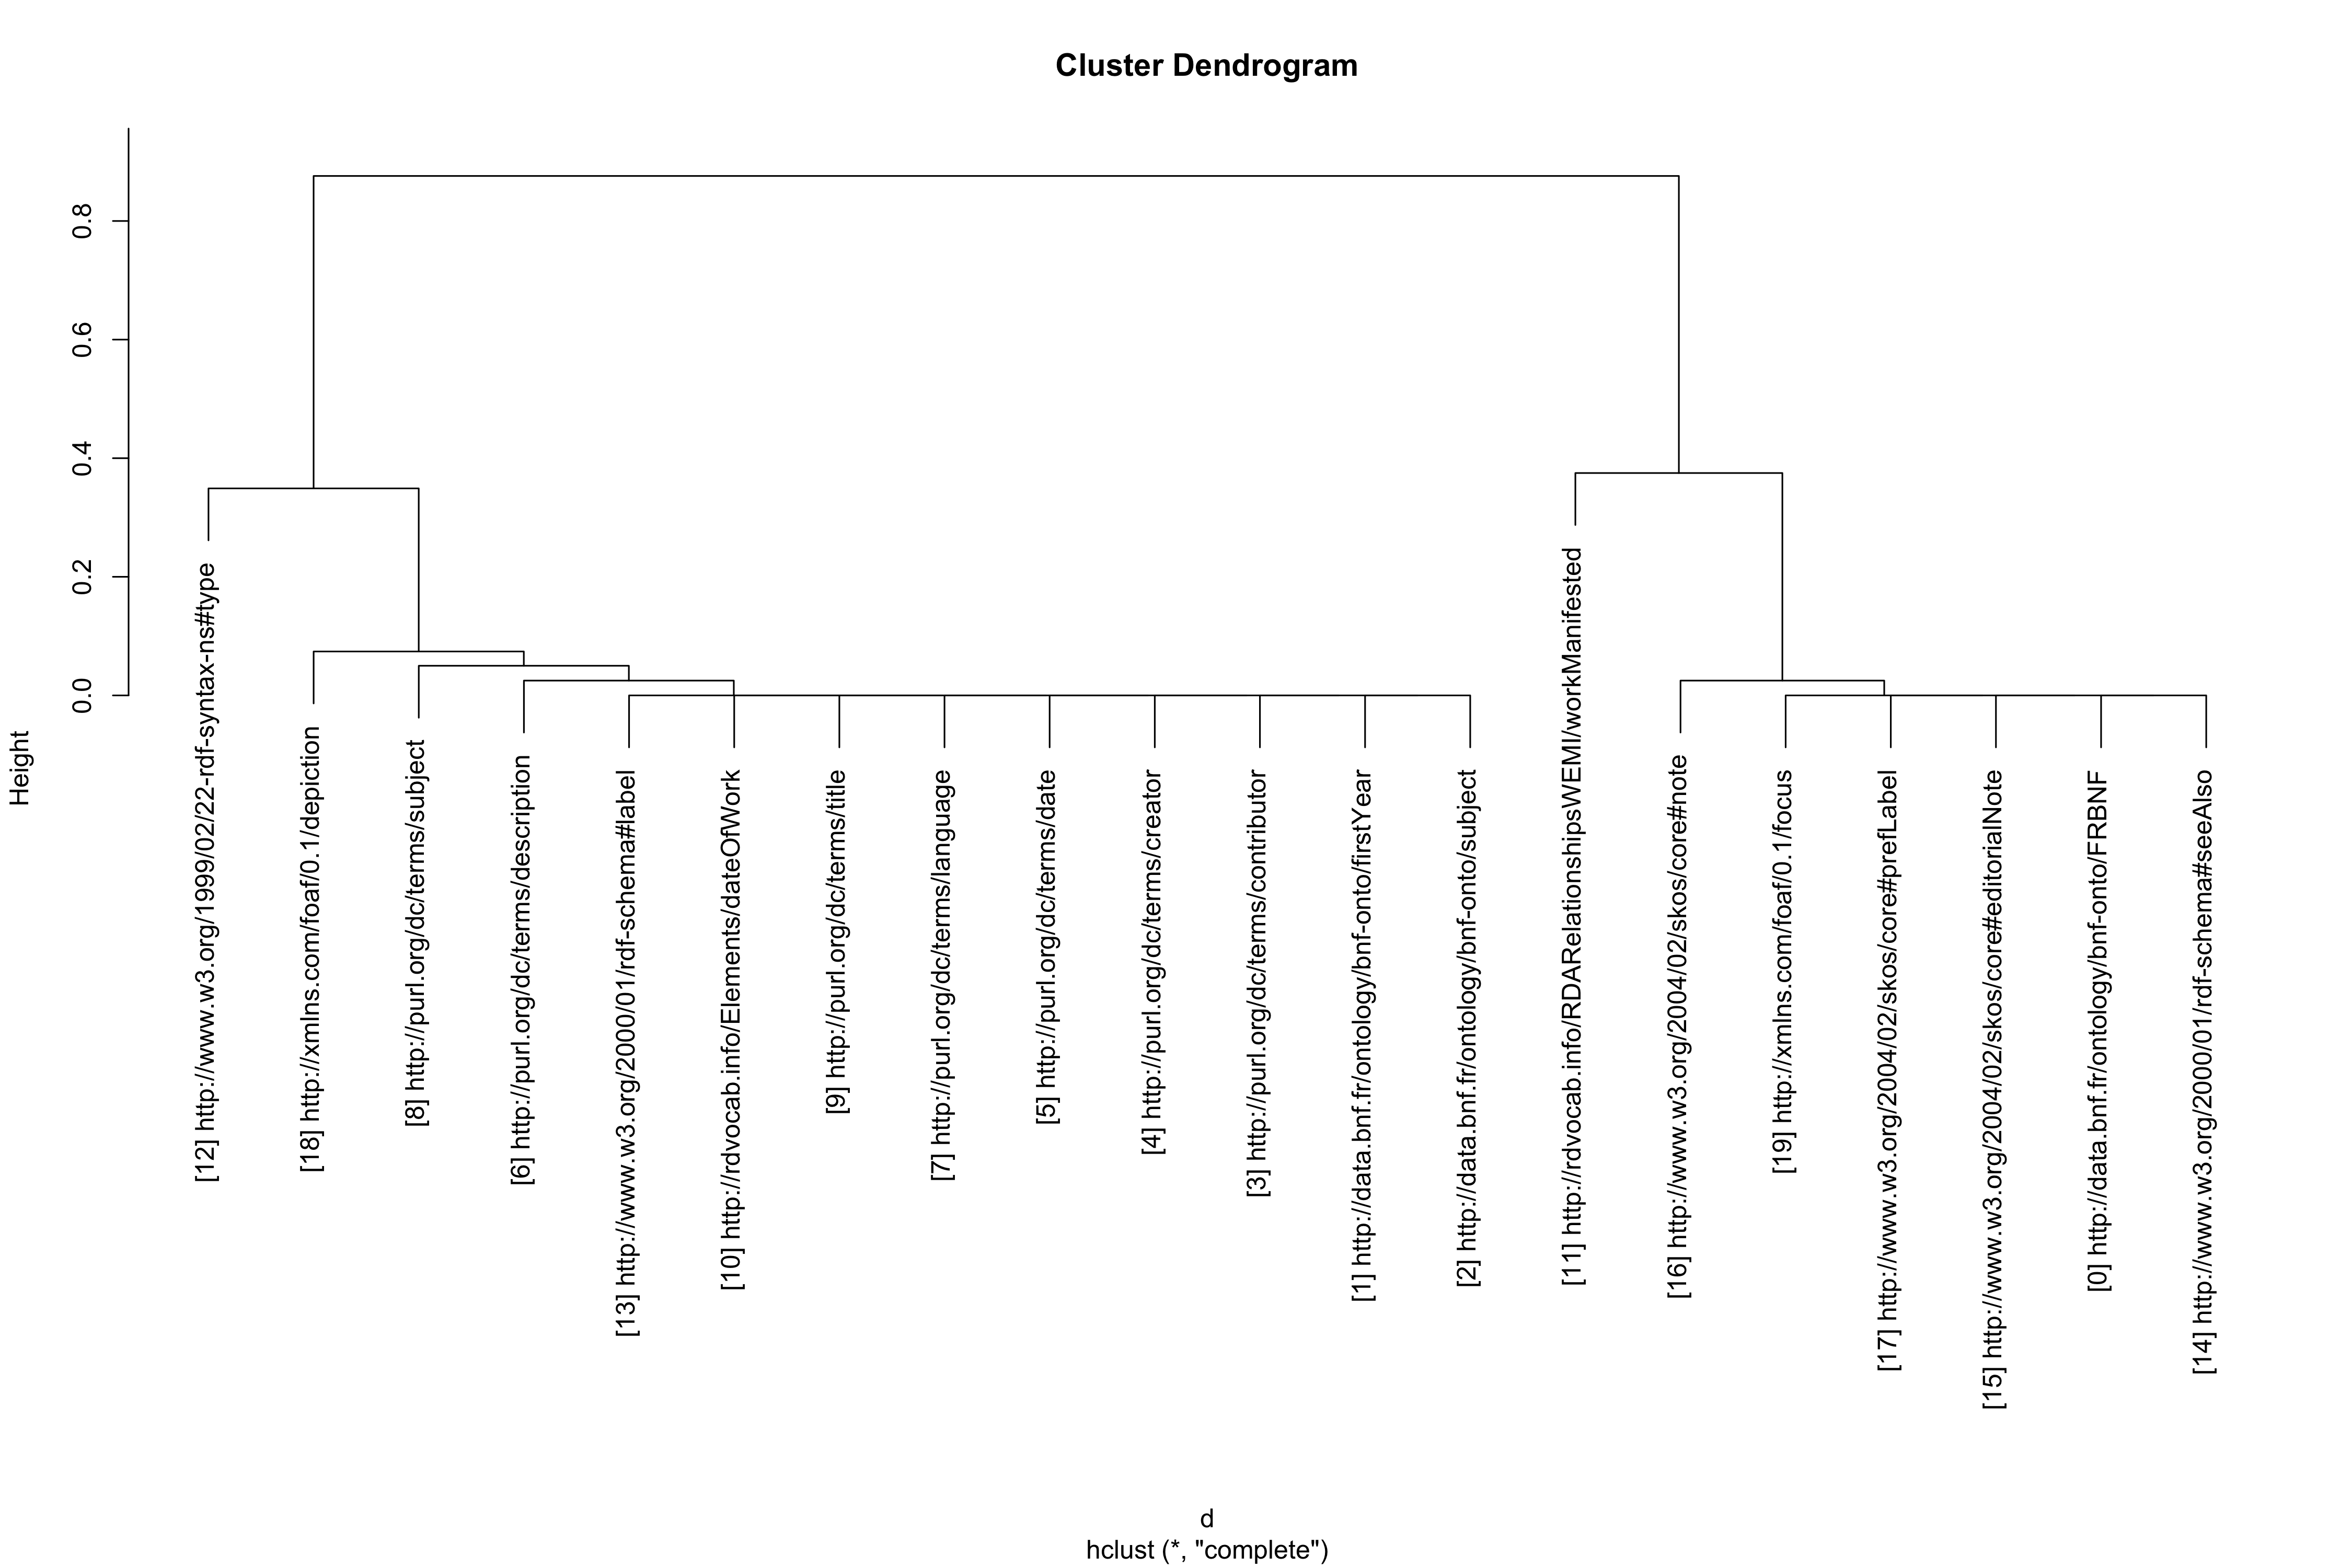 Cluster Dendrogram
Height
0.0
0.2
0.4
0.6
0.8
[12] http://www.w3.org/1999/02/22-rdf-syntax-ns#type
[18] http://xmlns.com/foaf/0.1/depiction
[8] http://purl.org/dc/terms/subject
[6] http://purl.org/dc/terms/description
[13] http://www.w3.org/2000/01/rdf-schema#label
[10] http://rdvocab.info/Elements/dateOfWork
[9] http://purl.org/dc/terms/title
[7] http://purl.org/dc/terms/language
[5] http://purl.org/dc/terms/date
[4] http://purl.org/dc/terms/creator
[3] http://purl.org/dc/terms/contributor
[1] http://data.bnf.fr/ontology/bnf-onto/firstYear
[2] http://data.bnf.fr/ontology/bnf-onto/subject
[11] http://rdvocab.info/RDARelationshipsWEMI/workManifested
[16] http://www.w3.org/2004/02/skos/core#note
[19] http://xmlns.com/foaf/0.1/focus
[17] http://www.w3.org/2004/02/skos/core#prefLabel
[15] http://www.w3.org/2004/02/skos/core#editorialNote
[0] http://data.bnf.fr/ontology/bnf-onto/FRBNF
[14] http://www.w3.org/2000/01/rdf-schema#seeAlso
d
hclust (*, "complete")